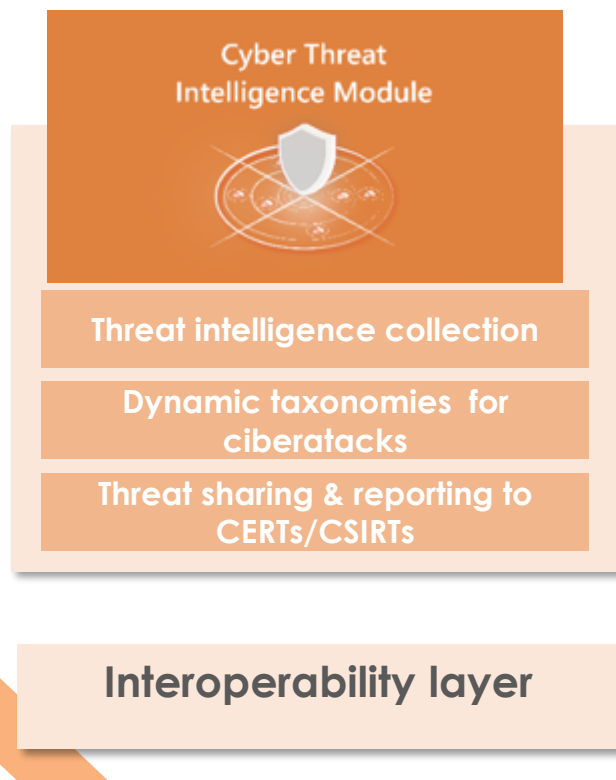 Cyber Threat
Intelligence Module
Threat intelligence collection
Dynamic taxonomies for
ciberatacks
Threat sharing & reporting to
CERTs/CSIRTs
Interoperability layer